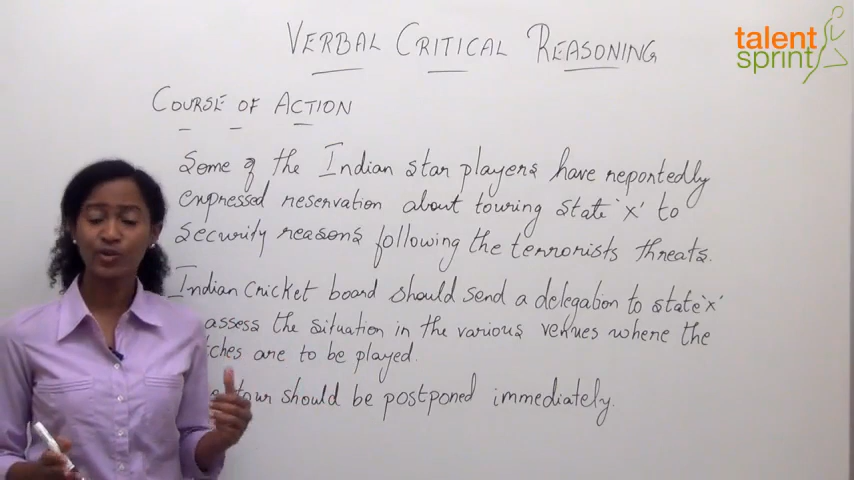 VERBAL CRITICAL REASONING
talent
sprint
COURSE OF ACTION
Some of the Indian star players have reportedly
expressed reservation about touring state 'x' to
security reasons following the terrorists threats.
Indian cricket board should send a delegation to state 'x'
assess the situation in the various venues where the
are to be played.
tour should be postponed immediately.